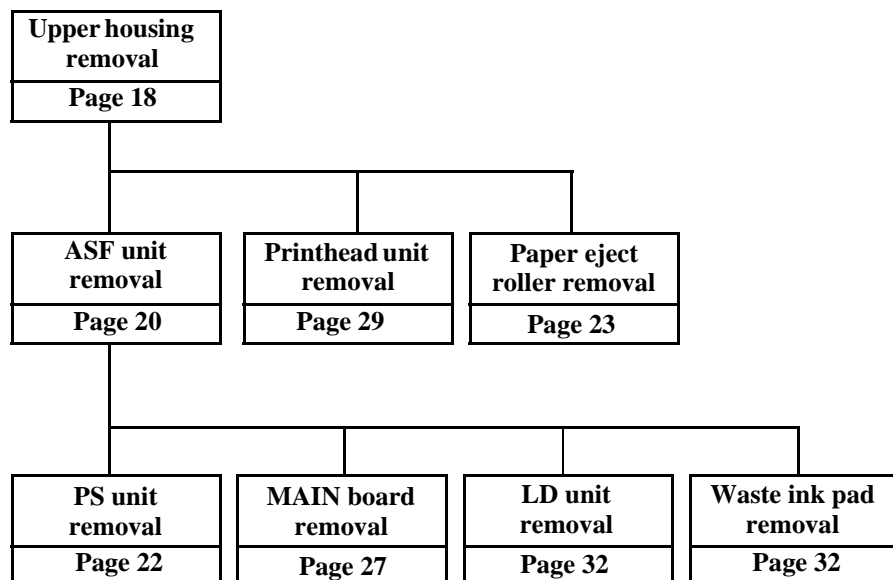 Upper housing
removal
Page 18
ASF unit
removal
Page 20
Printhead unit
removal
Page 29
Paper eject
roller removal
Page 23
PS unit
removal
Page 22
MAIN board
removal
Page 27
LD unit
removal
Page 32
Waste ink pad
removal
Page 32